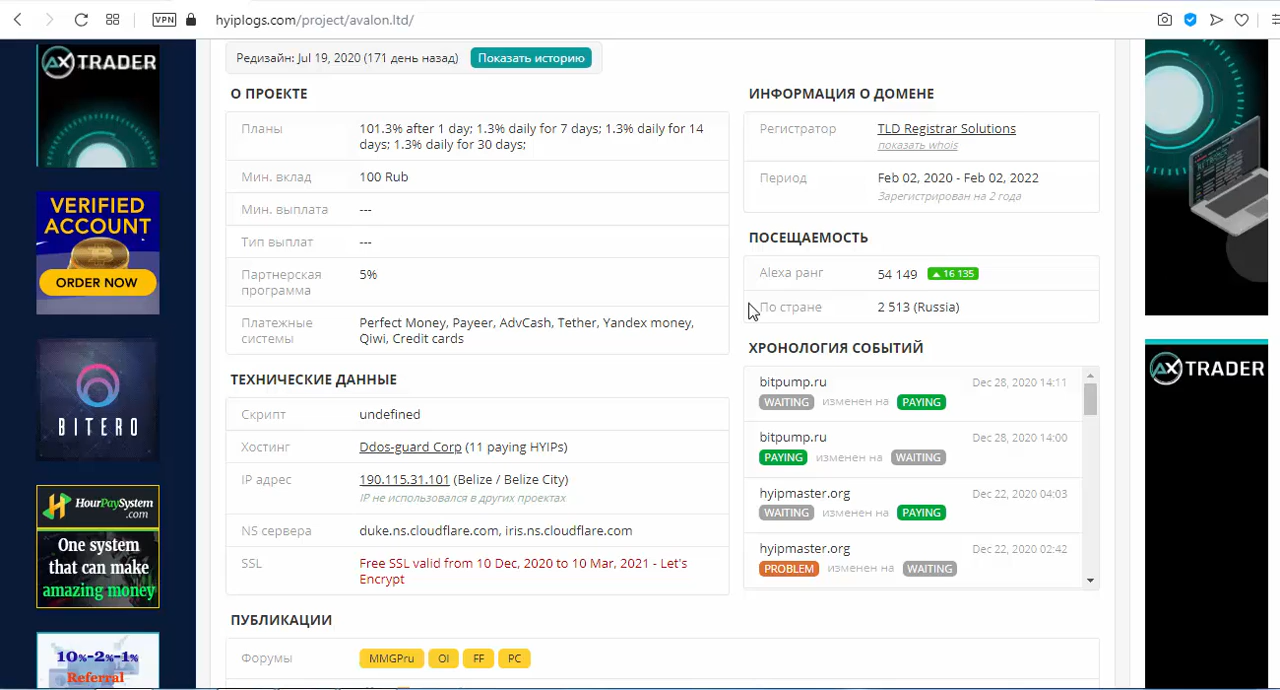 VPN
hyiplogs.com/project/avalon.ltd/
AX TRADER
VERIFIED
ACCOUNT
ORDER NOW
BITERO
HourPaySystem
.com
One system
that can make
amazing money
10%-2%-1%
Referral
Редизайн: Jul 19, 2020 (171 день назад)
Показать историю
О ПРОЕКТЕ
Планы
101.3% after 1 day; 1.3% daily for 7 days; 1.3% daily for 14
days; 1.3% daily for 30 days;
Мин. вклад
100 Rub
Мин. выплата
---
Тип выплат
---
Партнерская
программа
5%
Платежные
системы
Perfect Money, Payeer, AdvCash, Tether, Yandex money,
Qiwi, Credit cards
ТЕХНИЧЕСКИЕ ДАННЫЕ
Скрипт
undefined
Хостинг
Ddos-guard Corp (11 paying HYIPs)
IP адрес
190.115.31.101 (Belize / Belize City)
IP не использовался в других проектах
NS сервера
duke.ns.cloudflare.com, iris.ns.cloudflare.com
SSL
Free SSL valid from 10 Dec, 2020 to 10 Mar, 2021 - Let's
Encrypt
ПУБЛИКАЦИИ
Форумы
MMGPru
OI
FF
PC
ИНФОРМАЦИЯ О ДОМЕНЕ
Регистратор
TLD Registrar Solutions
показать whois
Период
Feb 02, 2020 - Feb 02, 2022
Зарегистрирован на 2 года
ПОСЕЩАЕМОСТЬ
Alexa ранг
54 149
16 135
По стране
2 513 (Russia)
ХРОНОЛОГИЯ СОБЫТИЙ
bitpump.ru
Dec 28, 2020 14:11
WAITING изменен на PAYING
bitpump.ru
Dec 28, 2020 14:00
PAYING изменен на WAITING
hyipmaster.org
Dec 22, 2020 04:03
WAITING изменен на PAYING
hyipmaster.org
Dec 22, 2020 02:42
PROBLEM изменен на WAITING
AX TRADER